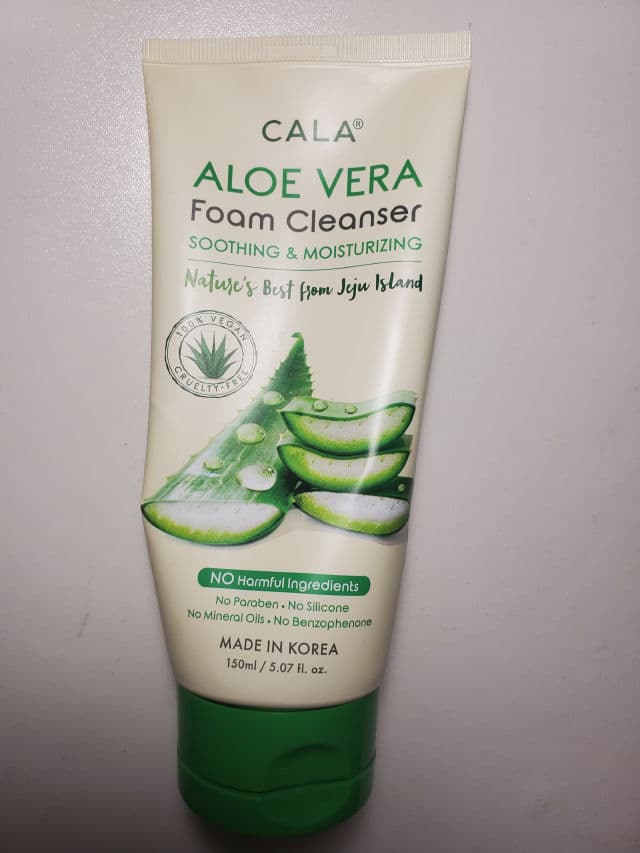 CALA®
ALOE VERA
Foam Cleanser
SOOTHING & MOISTURIZING
Nature's Best from Jeju Island
100% VEGAN
CRUELTY-FREE
NO Harmful Ingredients
No Paraben • No Silicone
No Mineral Oils • No Benzophenone
MADE IN KOREA
150ml / 5.07 fl. oz.